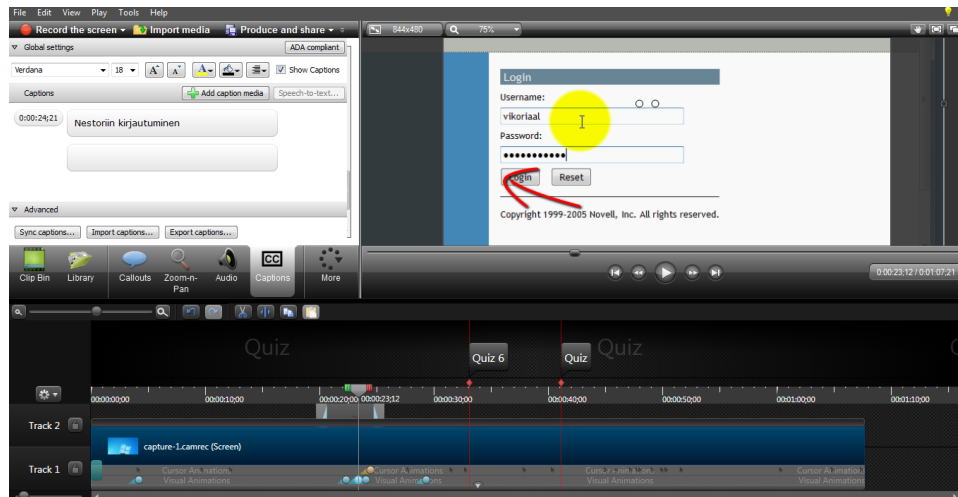 File Edit View Play Tools Help
Record the screen Import media Produce and share
844x480 75%
Global settings ADA compliant
Verdana 18 A A A Show Captions
Captions Add caption media Speech-to-text...
0:00:24;21 Nestoriin kirjautuminen
Advanced
Sync captions... Import captions... Export captions...
Login
Username:
vikoriaal
Password:
Login Reset
Copyright 1999-2005 Novell, Inc. All rights reserved.
Clip Bin Library Callouts Zoom-n-Pan Audio CC Captions More
0:00:23;12 / 0:01:07;21
Quiz Quiz 6 Quiz Quiz
00:00:00;00 00:00:10;00 00:00:20;00 00:00:23;12 00:00:30;00 00:00:40;00 00:00:50;00 00:01:00;00 00:01:10;00
Track 2
capture-1.camrec (Screen)
Track 1 Cursor Animations Cursor Animations Cursor Animations Cursor Animation
Visual Animations Visual Animations Visual Animations Visual Animations